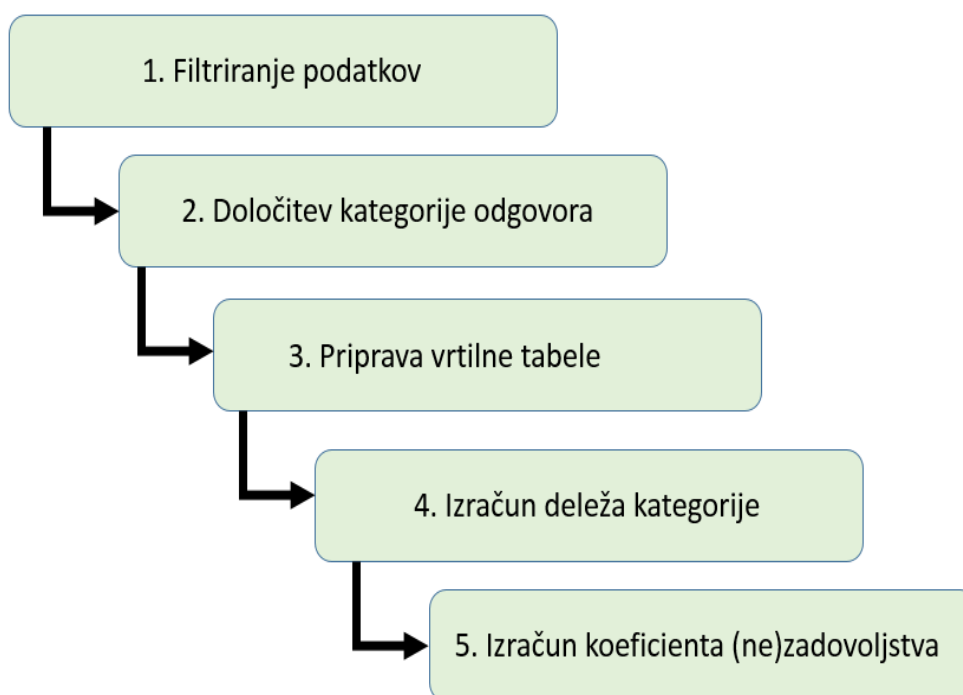 1. Filtriranje podatkov
2. Določitev kategorije odgovora
3. Priprava vrtilne tabele
4. Izračun deleža kategorije
5. Izračun koeficienta (ne)zadovoljstva